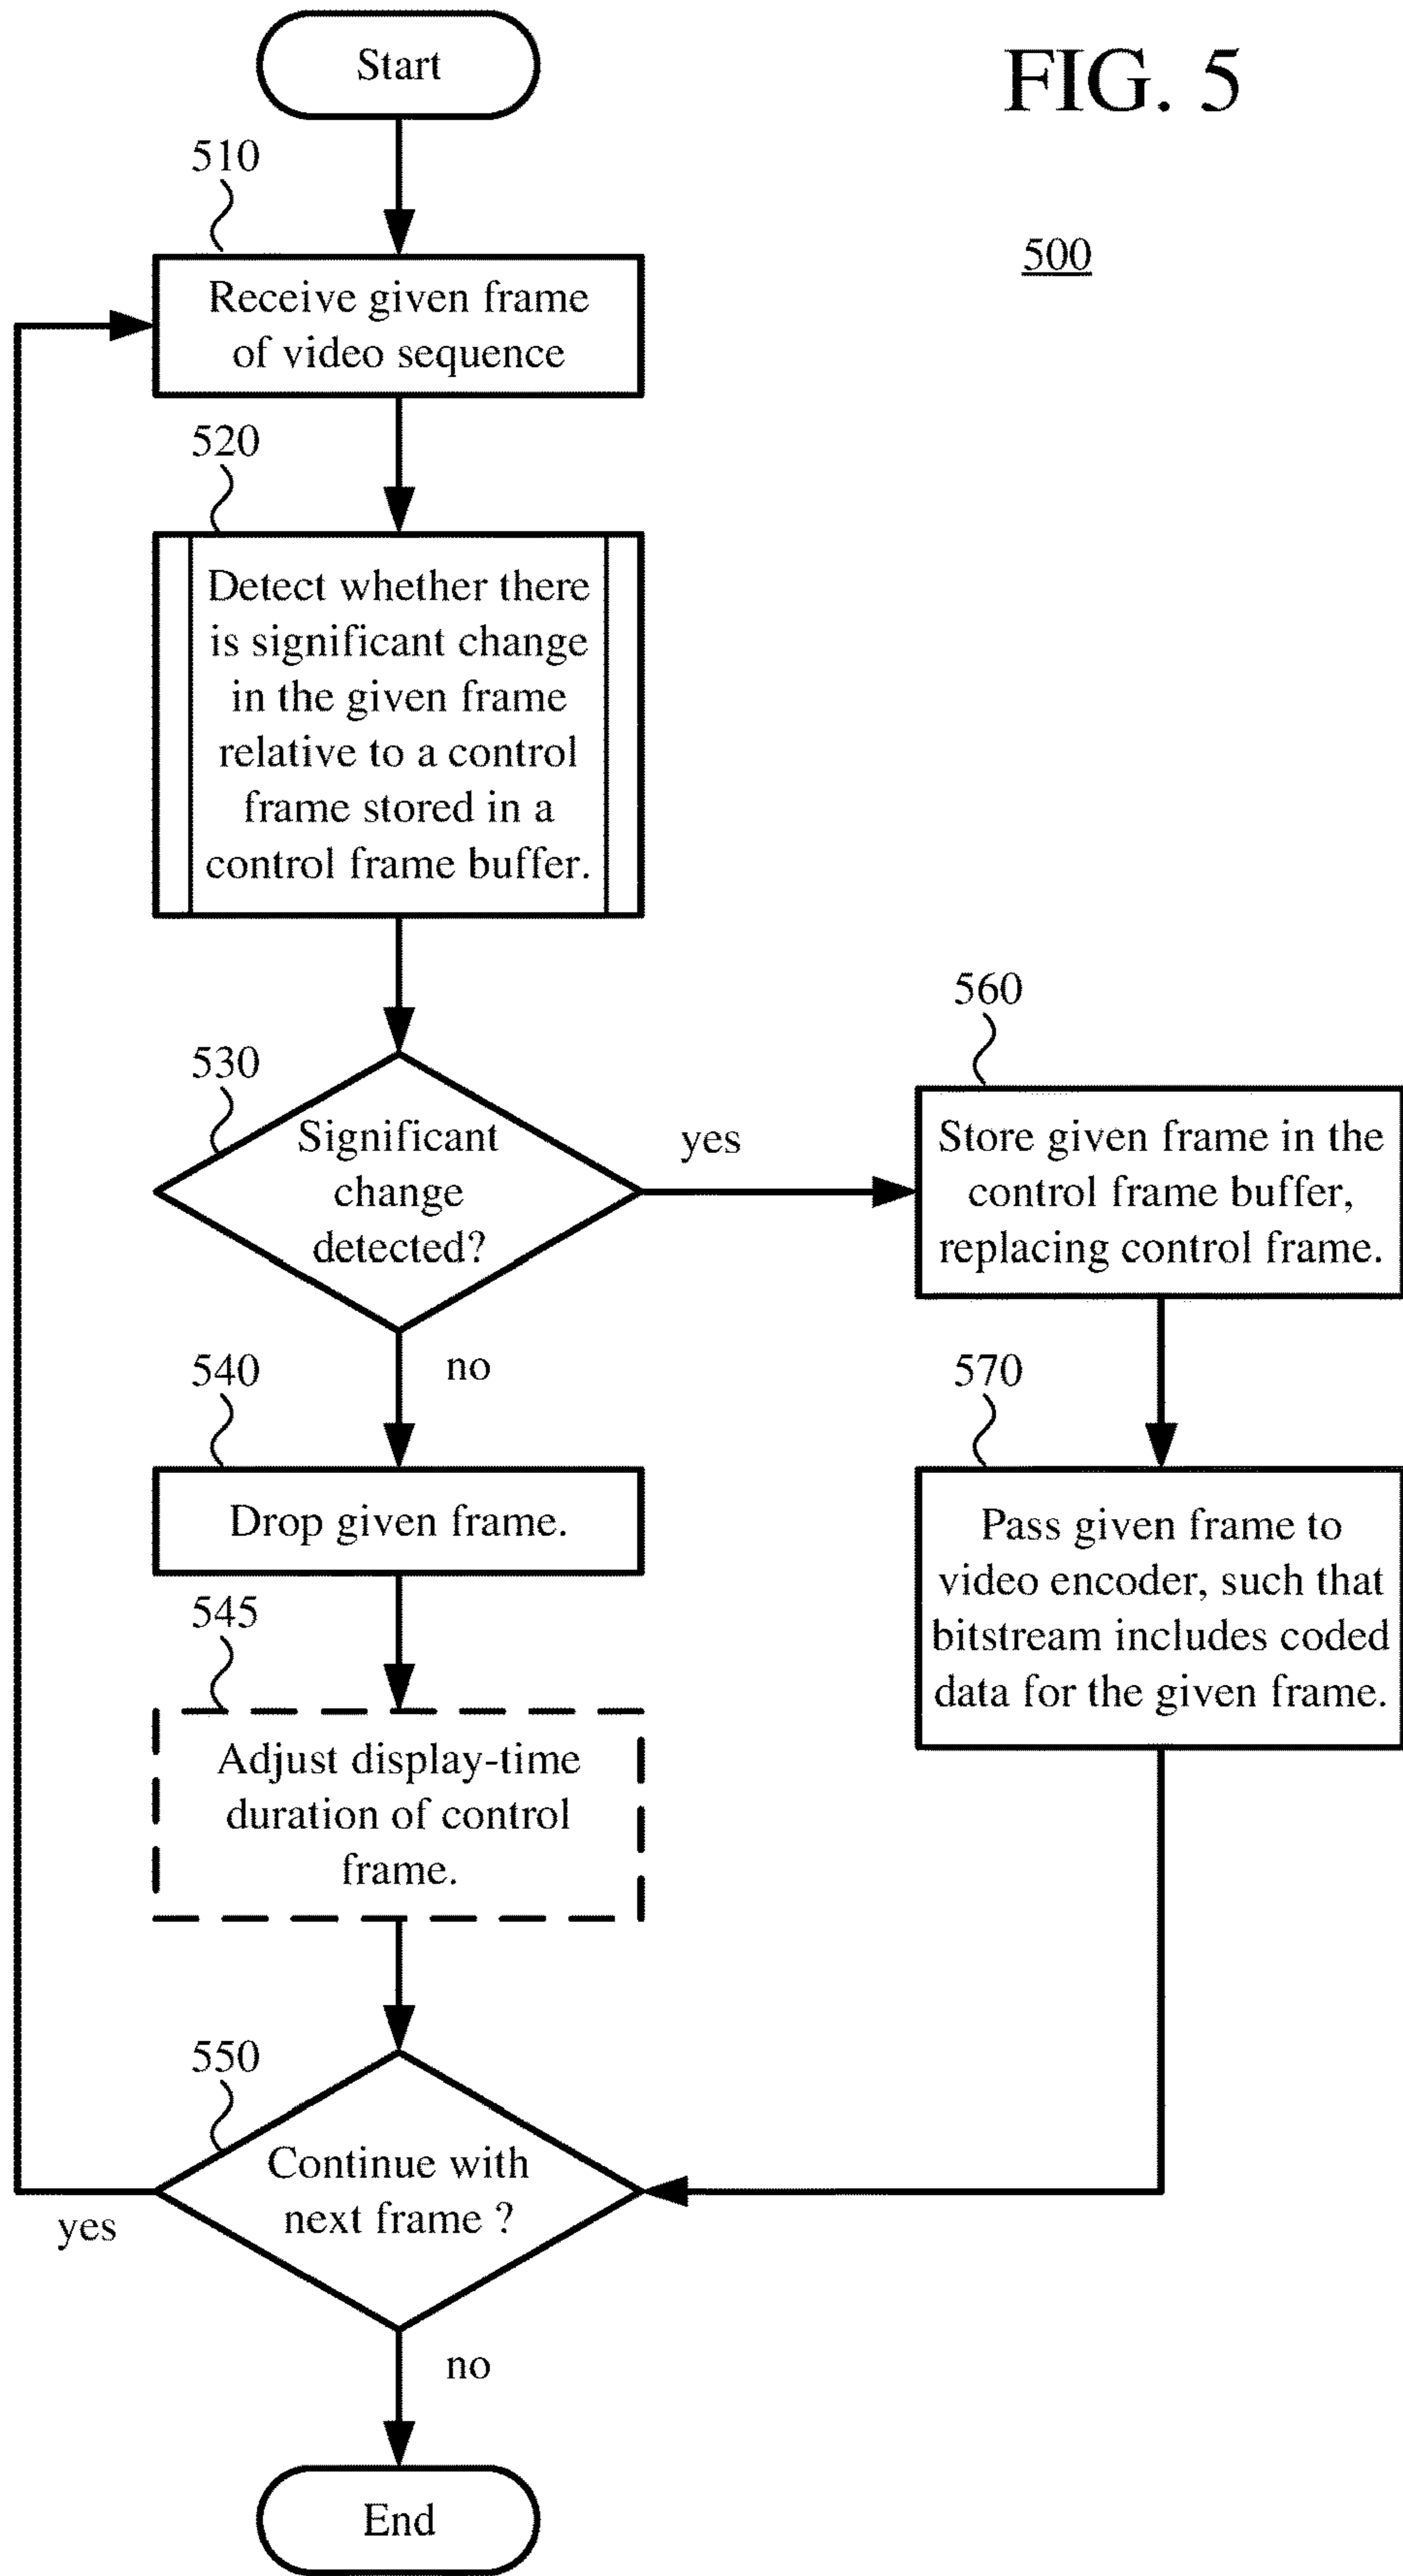 Start
FIG. 5
510
500
Receive given frame
of video sequence
520
Detect whether there
is significant change
in the given frame
relative to a control
frame stored in a
control frame buffer.
530
Significant
change
detected?
yes
560
Store given frame in the
control frame buffer,
replacing control frame.
no
540
Drop given frame.
570
Pass given frame to
video encoder, such that
bitstream includes coded
data for the given frame.
545
Adjust display-time
duration of control
frame.
550
Continue with
next frame ?
yes
no
End